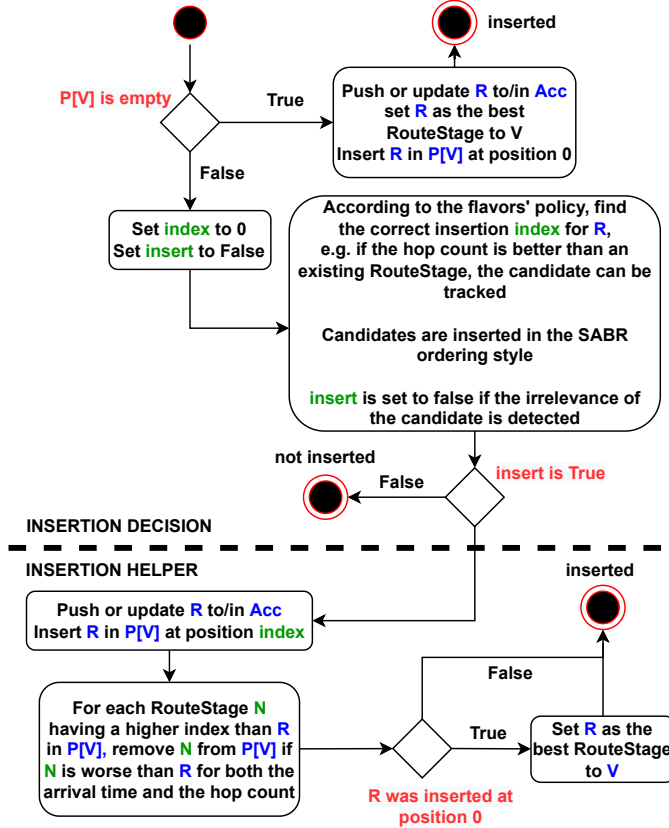 inserted
P[V] is empty
True
Push or update R to/in Acc
set R as the best
RouteStage to V
Insert R in P[V] at position 0
False
Set index to 0
Set insert to False
According to the flavors' policy, find
the correct insertion index for R,
e.g. if the hop count is better than an
existing RouteStage, the candidate can be
tracked
Candidates are inserted in the SABR
ordering style
insert is set to false if the irrelevance of
the candidate is detected
not inserted
False
insert is True
INSERTION DECISION
INSERTION HELPER
inserted
Push or update R to/in Acc
Insert R in P[V] at position index
False
For each RouteStage N
having a higher index than R
in P[V], remove N from P[V] if
N is worse than R for both the
arrival time and the hop count
True
Set R as the
best RouteStage
to V
R was inserted at
position 0